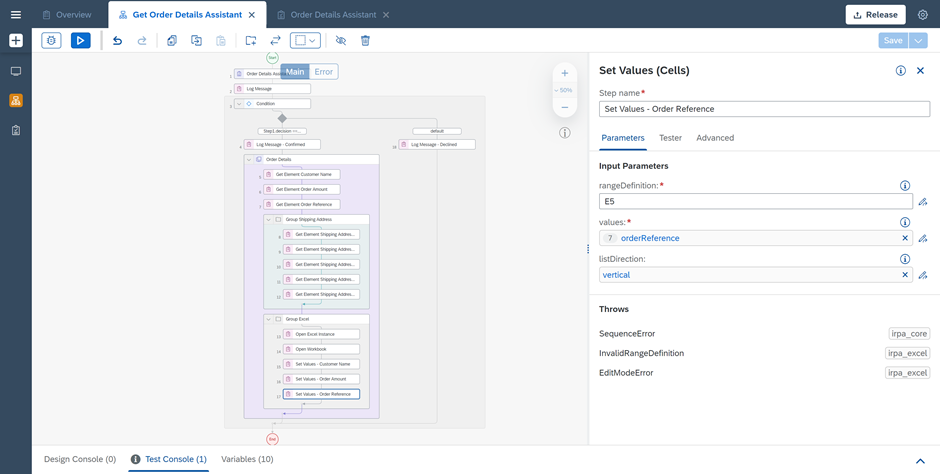 Overview
Get Order Details Assistant
Order Details Assistant
Release
Save
Start
Main
Error
1
Order Details
2
Log Message
3
Condition
50%
Step1.decision ==...
default
4
Log Message - Confirmed
Log Message - Declined
Order Details
5
Get Element Customer Name
6
Get Element Order Amount
7
Get Element Order Reference
Group Shipping Address
8
Get Element Shipping Addres...
9
Get Element Shipping Addres...
10
Get Element Shipping Addres...
11
Get Element Shipping Addres...
12
Get Element Shipping Addres...
Group Excel
13
Open Excel Instance
14
Open Workbook
15
Set Values - Customer Name
16
Set Values - Order Amount
17
Set Values - Order Reference
End
Set Values (Cells)
Step name*
Set Values - Order Reference
Parameters
Tester
Advanced
Input Parameters
rangeDefinition: *
E5
values: *
7 orderReference
listDirection:
vertical
Throws
SequenceError
irpa_core
InvalidRangeDefinition
irpa_excel
EditModeError
irpa_excel
Design Console (0)
Test Console (1)
Variables (10)